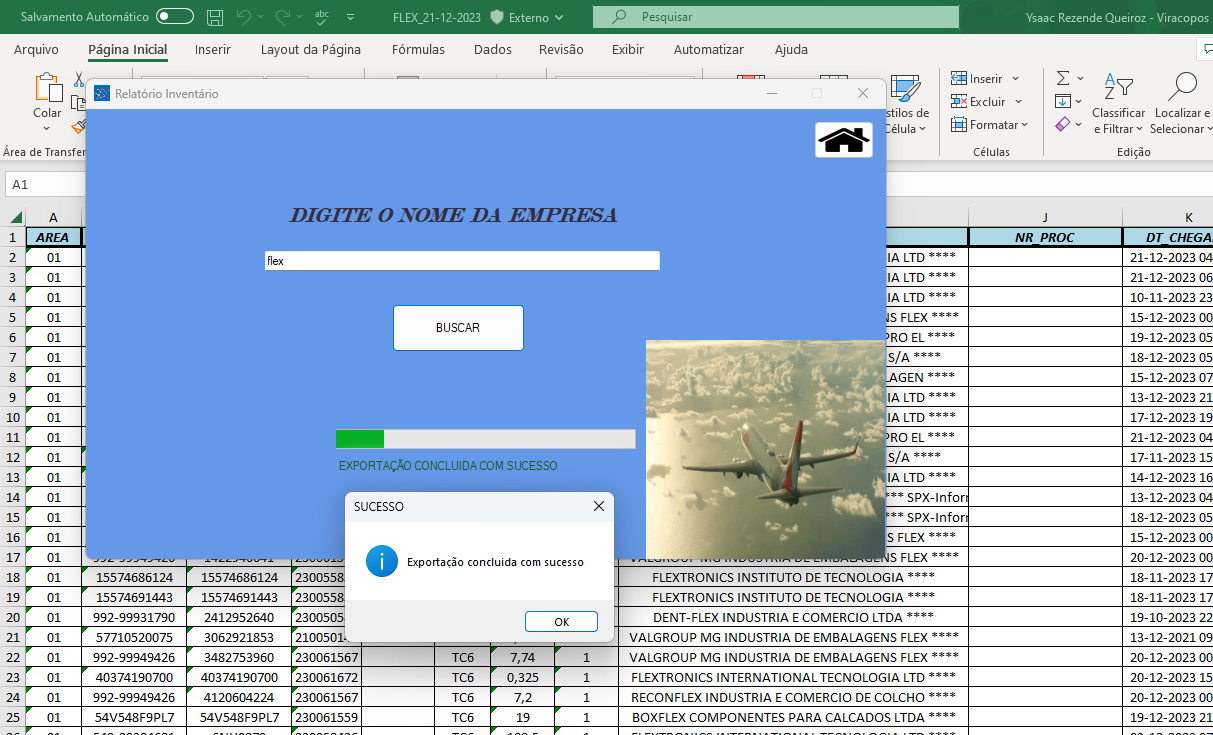 Salvamento Automático
abc
FLEX_21-12-2023
Externo
Pesquisar
Ysaac Rezende Queiroz - Viracopos
Arquivo Página Inicial Inserir Layout da Página Fórmulas Dados Revisão Exibir Automatizar Ajuda
Colar
Área de Transfer
stilos de
Célula
Inserir
Excluir
Formatar
Células
Classificar
e Filtrar
Localizar e
Selecionar
Edição
Relatório Inventário
DIGITE O NOME DA EMPRESA
flex
BUSCAR
EXPORTAÇÃO CONCLUIDA COM SUCESSO
SUCESSO
Exportação concluida com sucesso
OK
A1
A J K
1 AREA NR_PROC DT_CHEGA
2 01 IA LTD **** 21-12-2023 04
3 01 IA LTD **** 21-12-2023 06
4 01 IA LTD **** 10-11-2023 23
5 01 NS FLEX **** 15-12-2023 00
6 01 PRO EL **** 19-12-2023 05
7 01 S/A **** 18-12-2023 05
8 01 LAGEN **** 15-12-2023 07
9 01 IA LTD **** 13-12-2023 21
10 01 IA LTD **** 17-12-2023 19
11 01 PRO EL **** 21-12-2023 04
12 01 S/A **** 17-11-2023 15
13 01 IA LTD **** 14-12-2023 16
14 01 *** SPX-Inforr 13-12-2023 04
15 01 *** SPX-Inforr 18-12-2023 05
16 01 S FLEX **** 15-12-2023 00
17 01 992-99949426 1422940041 VALGROUP MG INDUSTRIA DE EMBALAGENS FLEX **** 20-12-2023 00
18 01 15574686124 15574686124 2300558 FLEXTRONICS INSTITUTO DE TECNOLOGIA **** 18-11-2023 17
19 01 15574691443 15574691443 2300558 FLEXTRONICS INSTITUTO DE TECNOLOGIA **** 18-11-2023 17
20 01 992-99931790 2412952640 2300505 DENT-FLEX INDUSTRIA E COMERCIO LTDA **** 19-10-2023 22
21 01 57710520075 3062921853 21005014 VALGROUP MG INDUSTRIA DE EMBALAGENS FLEX **** 13-12-2021 09
22 01 992-99949426 3482753960 230061567 TC6 7,74 1 VALGROUP MG INDUSTRIA DE EMBALAGENS FLEX **** 20-12-2023 00
23 01 40374190700 40374190700 230061672 TC6 0,325 1 FLEXTRONICS INTERNATIONAL TECNOLOGIA LTD **** 20-12-2023 15
24 01 992-99949426 4120604224 230061567 TC6 7,2 1 RECONFLEX INDUSTRIA E COMERCIO DE COLCHO **** 20-12-2023 00
25 01 54V548F9PL7 54V548F9PL7 230061559 TC6 19 1 BOXFLEX COMPONENTES PARA CALCADOS LTDA **** 19-12-2023 21